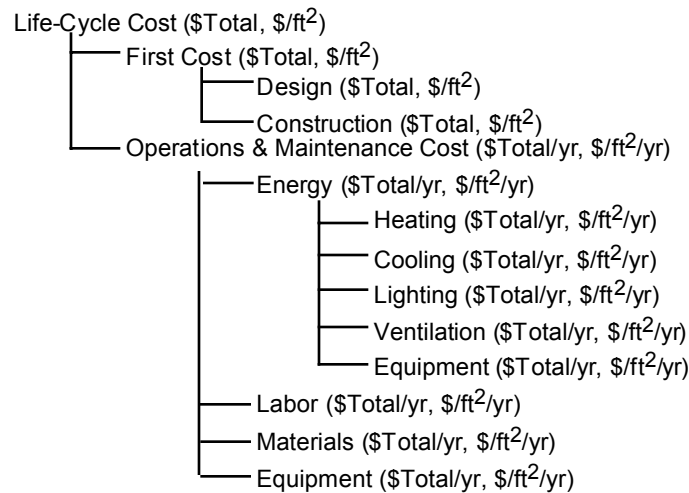 Life-Cycle Cost ($Total, $/ft²)
First Cost ($Total, $/ft²)
Design ($Total, $/ft²)
Construction ($Total, $/ft²)
Operations & Maintenance Cost ($Total/yr, $/ft²/yr)
Energy ($Total/yr, $/ft²/yr)
Heating ($Total/yr, $/ft²/yr)
Cooling ($Total/yr, $/ft²/yr)
Lighting ($Total/yr, $/ft²/yr)
Ventilation ($Total/yr, $/ft²/yr)
Equipment ($Total/yr, $/ft²/yr)
Labor ($Total/yr, $/ft²/yr)
Materials ($Total/yr, $/ft²/yr)
Equipment ($Total/yr, $/ft²/yr)